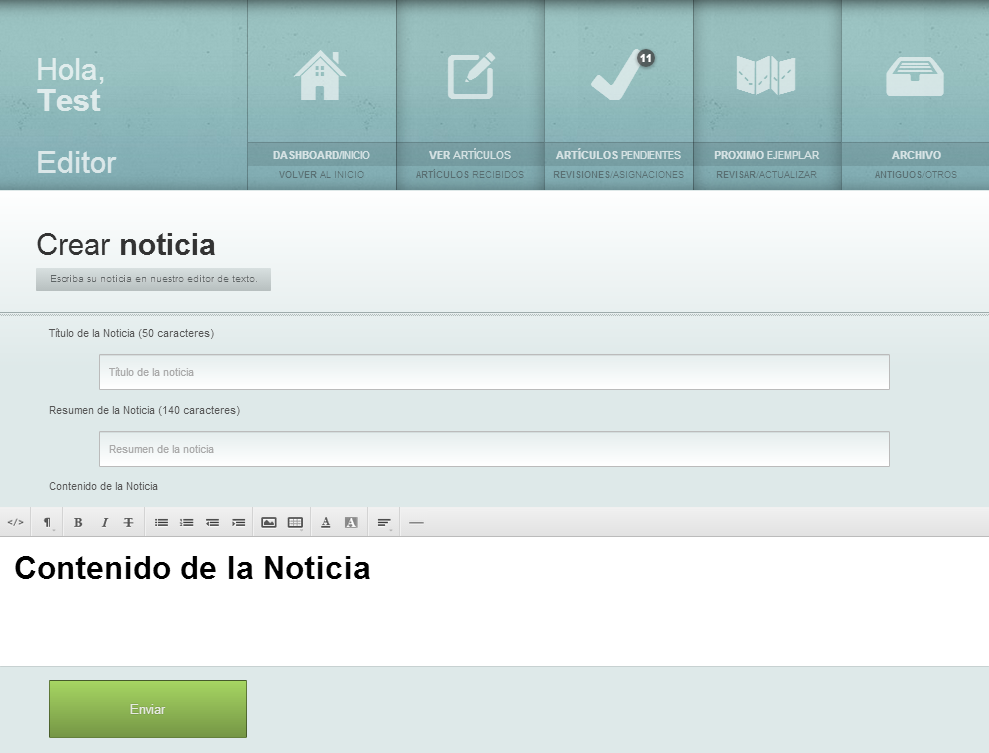 Hola,
Test
Editor
11
DASHBOARD/INICIO
VOLVER AL INICIO
VER ARTÍCULOS
ARTÍCULOS RECIBIDOS
ARTÍCULOS PENDIENTES
REVISIONES/ASIGNACIONES
PROXIMO EJEMPLAR
REVISAR/ACTUALIZAR
ARCHIVO
ANTIGUOS/OTROS
Crear noticia
Escriba su noticia en nuestro editor de texto.
Título de la Noticia (50 caracteres)
Título de la noticia
Resumen de la Noticia (140 caracteres)
Resumen de la noticia
Contenido de la Noticia
</> ¶ B I T A A
Contenido de la Noticia
Enviar